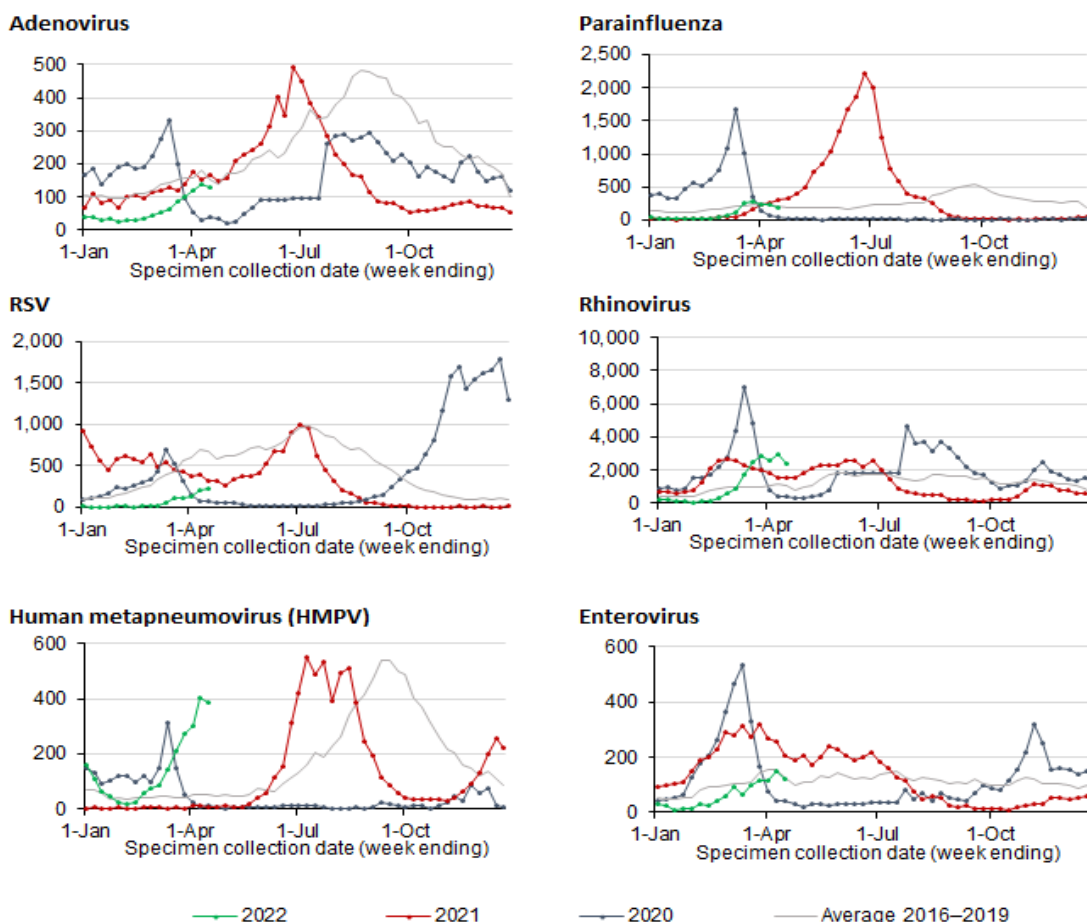 Adenovirus
500
400
300
200
100
0
1-Jan 1-Apr 1-Jul 1-Oct
Specimen collection date (week ending)
Parainfluenza
2,500
2,000
1,500
1,000
500
0
1-Jan 1-Apr 1-Jul 1-Oct
Specimen collection date (week ending)
RSV
2,000
1,500
1,000
500
0
1-Jan 1-Apr 1-Jul 1-Oct
Specimen collection date (week ending)
Rhinovirus
10,000
8,000
6,000
4,000
2,000
0
1-Jan 1-Apr 1-Jul 1-Oct
Specimen collection date (week ending)
Human metapneumovirus (HMPV)
600
400
200
0
1-Jan 1-Apr 1-Jul 1-Oct
Specimen collection date (week ending)
Enterovirus
600
400
200
0
1-Jan 1-Apr 1-Jul 1-Oct
Specimen collection date (week ending)
2022 2021 2020 Average 2016–2019